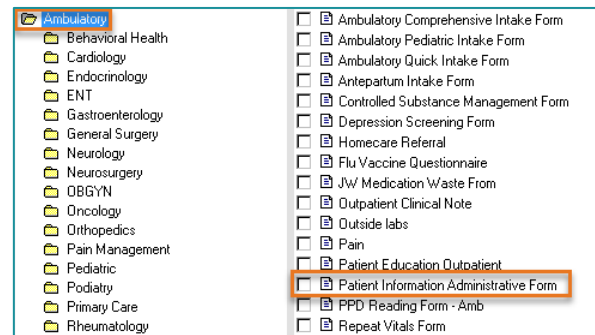 Ambulatory
Behavioral Health
Cardiology
Endocrinology
ENT
Gastroenterology
General Surgery
Neurology
Neurosurgery
OBGYN
Oncology
Orthopedics
Pain Management
Pediatric
Podiatry
Primary Care
Rheumatology
Ambulatory Comprehensive Intake Form
Ambulatory Pediatric Intake Form
Ambulatory Quick Intake Form
Antepartum Intake Form
Controlled Substance Management Form
Depression Screening Form
Homecare Referral
Flu Vaccine Questionnaire
JW Medication Waste From
Outpatient Clinical Note
Outside labs
Pain
Patient Education Outpatient
Patient Information Administrative Form
PPD Reading Form - Amb
Repeat Vitals Form